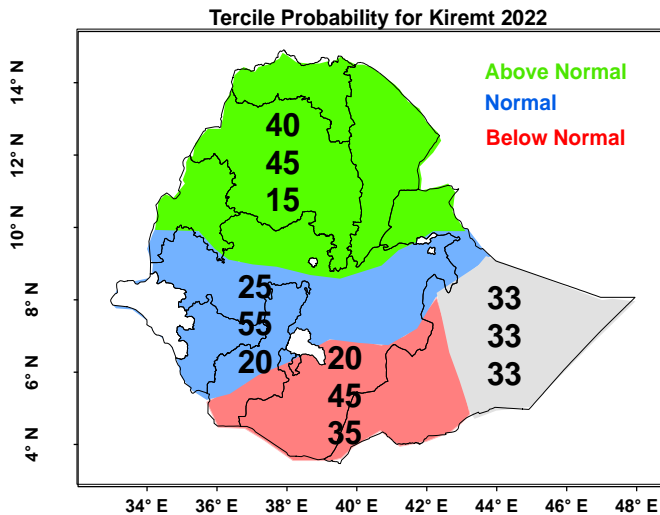 Tercile Probability for Kiremt 2022
Above Normal
Normal
Below Normal
40
45
15
25
55
20
20
45
35
33
33
33
14° N
12° N
10° N
8° N
6° N
4° N
34° E
36° E
38° E
40° E
42° E
44° E
46° E
48° E